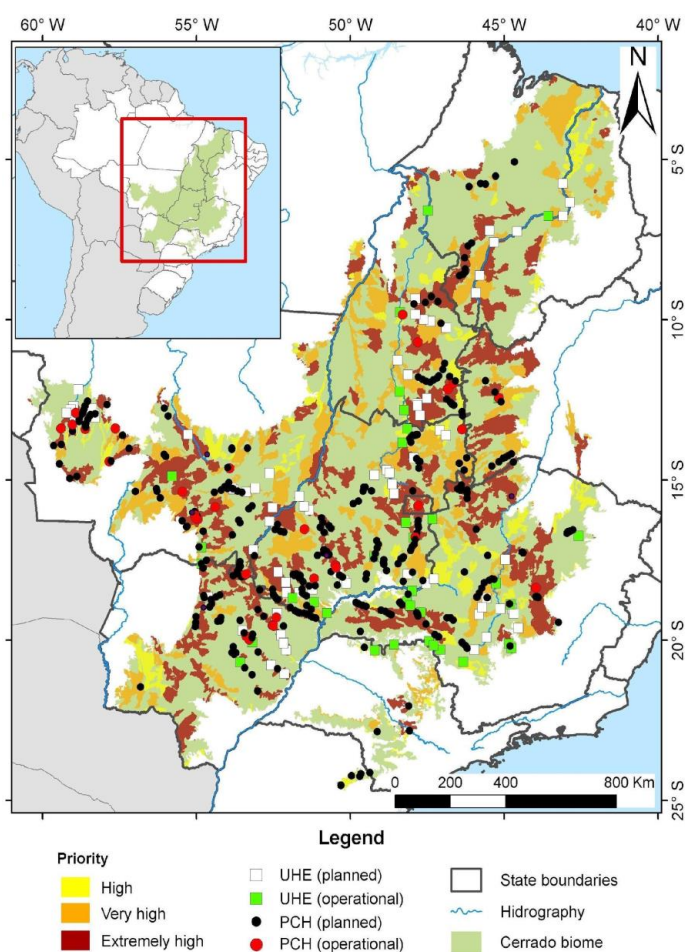 60° W 55° W 50° W 45° W 40° W
N
5°S
10°S
15°S
20°S
25°S
0 200 400 800 Km
Legend
Priority
High
Very high
Extremely high
UHE (planned)
UHE (operational)
PCH (planned)
PCH (operational)
State boundaries
Hydrography
Cerrado biome